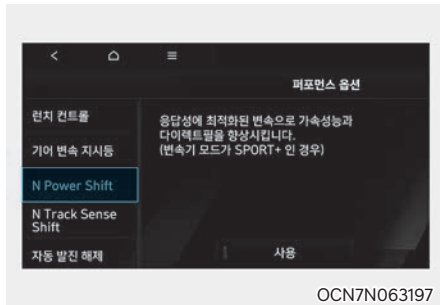 퍼포먼스 옵션
런치 컨트롤
기어 변속 지시등
N Power Shift
N Track Sense
Shift
자동 발진 해제
응답성에 최적화된 변속으로 가속성능과
다이렉트필을 향상시킵니다.
(변속기 모드가 SPORT+ 인 경우)
사용
OCN7N063197